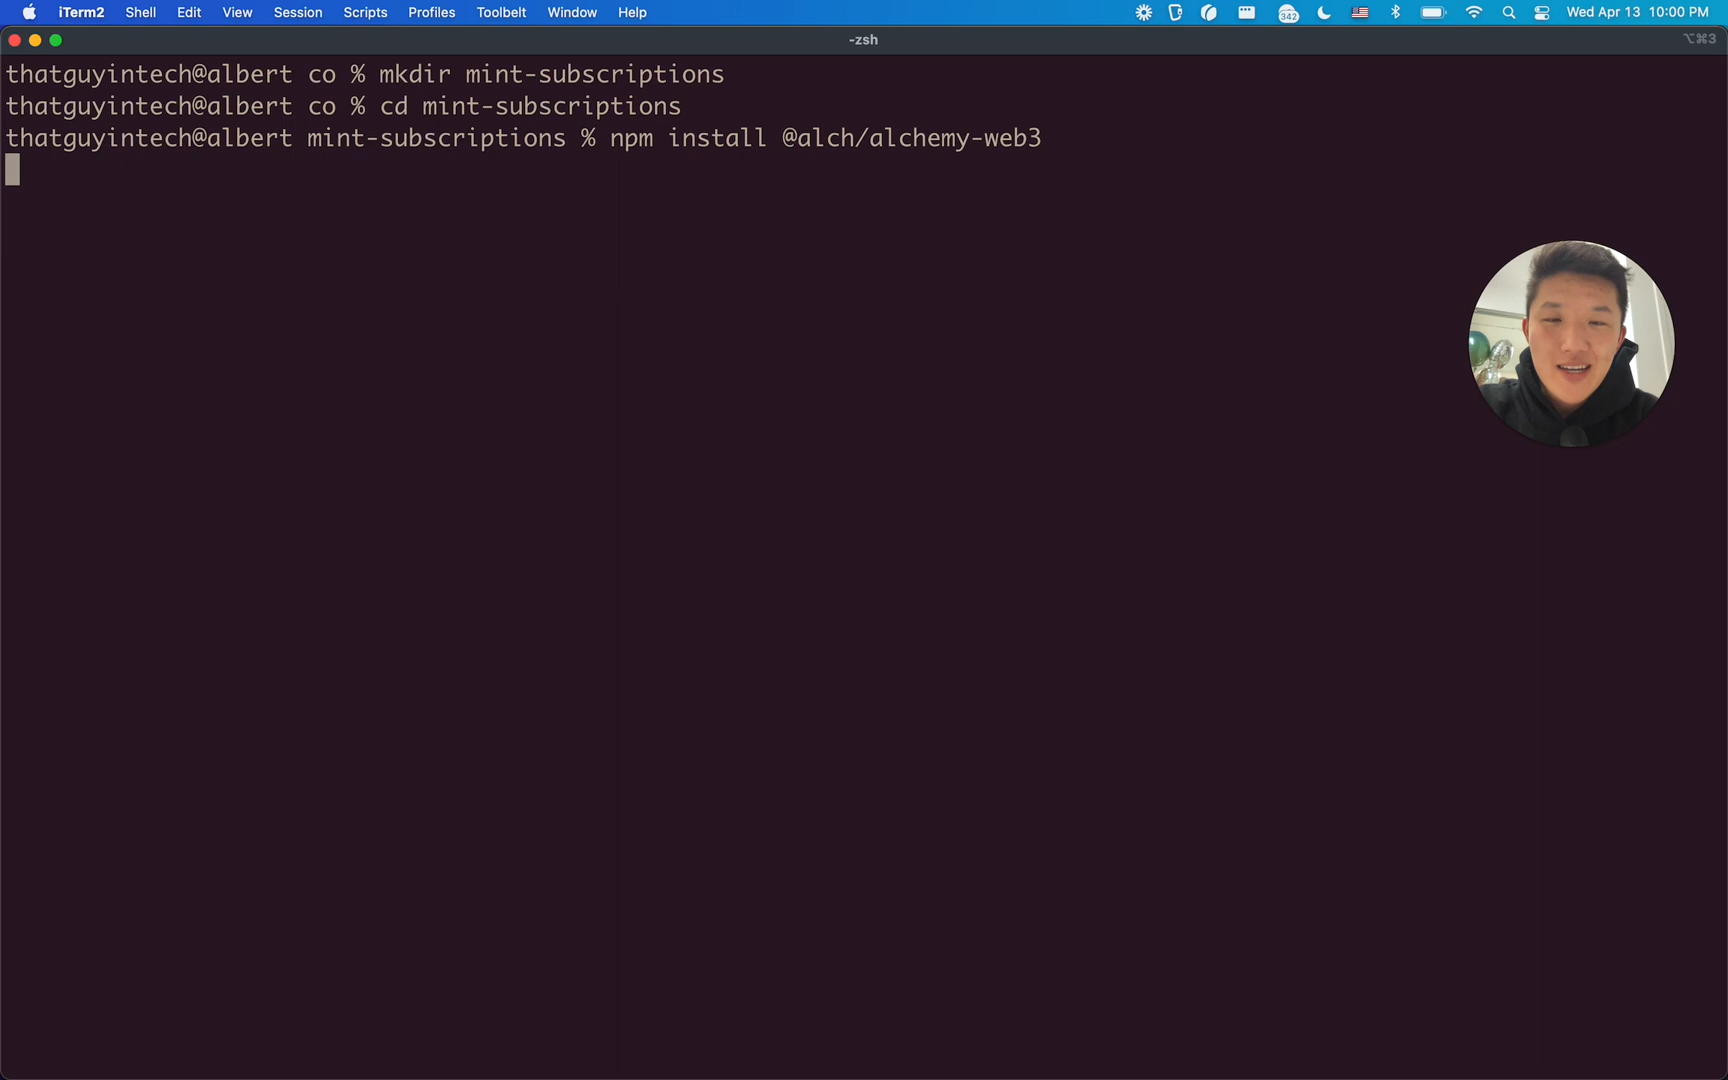 iTerm2 Shell Edit View Session Scripts Profiles Toolbelt Window Help 342 Wed Apr 13 10:00 PM
-zsh ⌥⌘3
thatguyintech@albert co % mkdir mint-subscriptions
thatguyintech@albert co % cd mint-subscriptions
thatguyintech@albert mint-subscriptions % npm install @alch/alchemy-web3